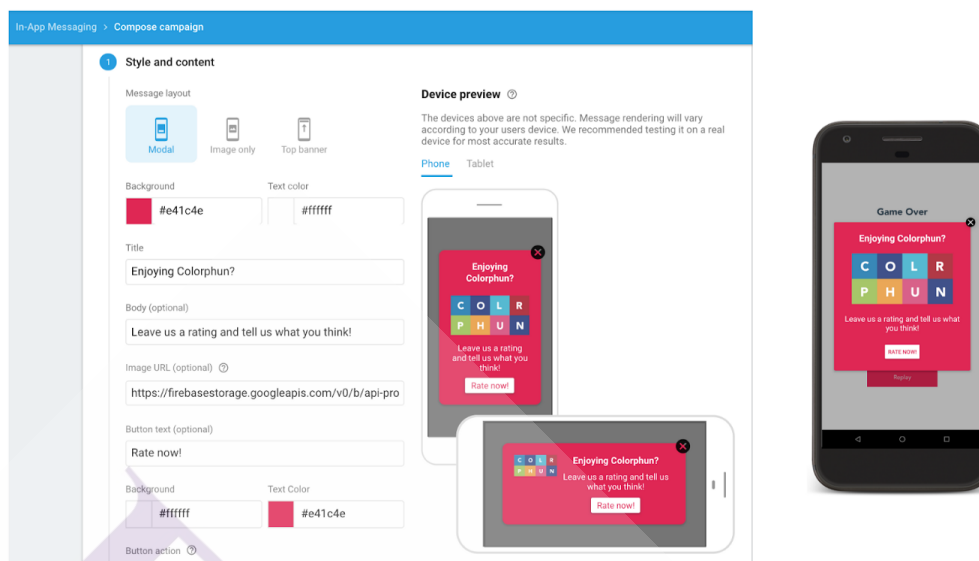 In-App Messaging > Compose campaign
1 Style and content
Message layout
Modal
Image only
Top banner
Background
Text color
#e41c4e
#ffffff
Title
Enjoying Colorphun?
Body (optional)
Leave us a rating and tell us what you think!
Image URL (optional)
https://firebasestorage.googleapis.com/v0/b/api-pro
Button text (optional)
Rate now!
Background
Text Color
#ffffff
#e41c4e
Button action
Device preview
The devices above are not specific. Message rendering will vary
according to your users device. We recommended testing it on a real
device for most accurate results.
Phone
Tablet
Enjoying
Colorphun?
C O L R
P H U N
Leave us a rating
and tell us what you
think!
Rate now!
C O L R
P H U N
Enjoying Colorphun?
Leave us a rating and tell us
what you think!
Rate now!
Game Over
Enjoying Colorphun?
C O L R
P H U N
Leave us a rating and tell us what
you think!
RATE NOW!
Replay